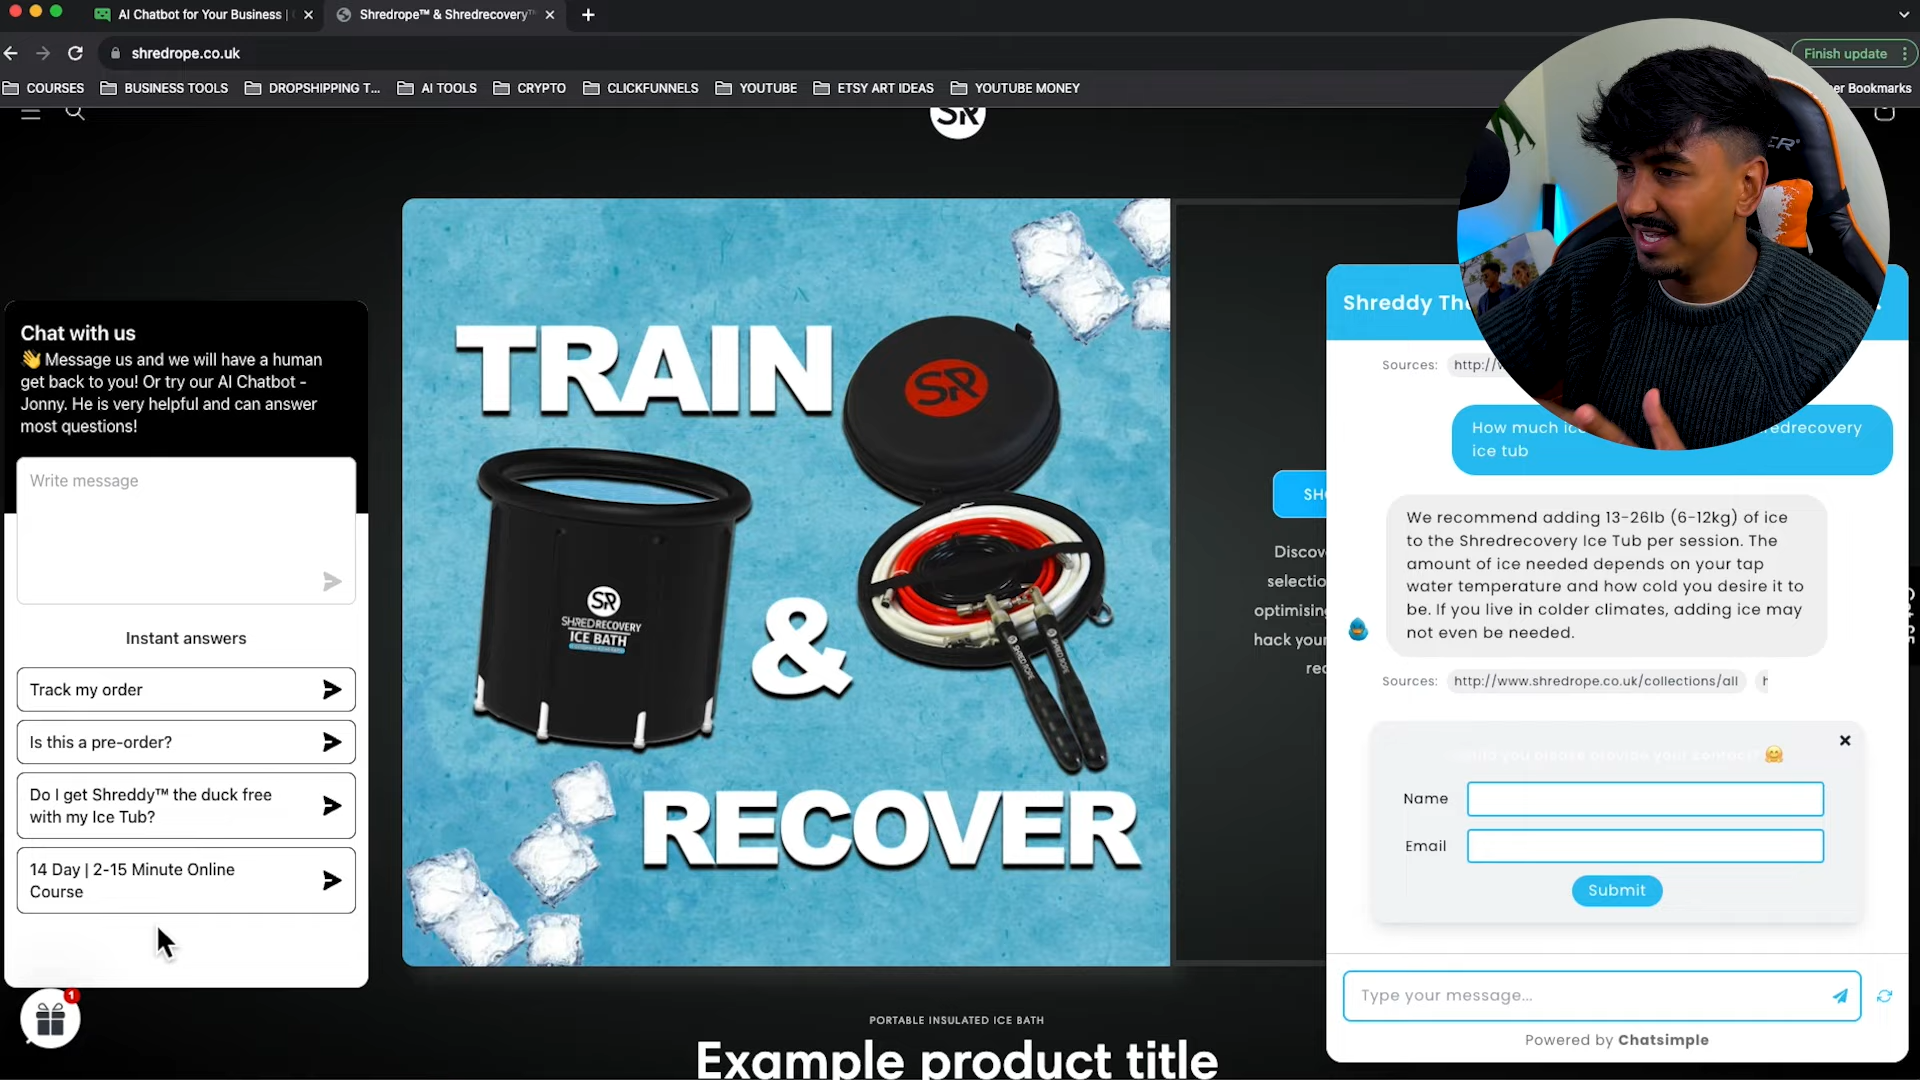 AI Chatbot for Your Business |
Shredrope™ & Shredrecovery™
shredrope.co.uk
Finish update
COURSES
BUSINESS TOOLS
DROPSHIPPING T...
AI TOOLS
CRYPTO
CLICKFUNNELS
YOUTUBE
ETSY ART IDEAS
YOUTUBE MONEY
Bookmarks
SR
Chat with us
👋 Message us and we will have a human
get back to you! Or try our AI Chatbot -
Jonny. He is very helpful and can answer
most questions!
Write message
Instant answers
Track my order
Is this a pre-order?
Do I get Shreddy™ the duck free
with my Ice Tub?
14 Day | 2-15 Minute Online
Course
1
TRAIN
SR
SR
SHREDRECOVERY
ICE BATH
&
RECOVER
PORTABLE INSULATED ICE BATH
Example product title
Shreddy
Sources:
How much
ice tub
We recommend adding 13-26lb (6-12kg) of ice
to the Shredrecovery Ice Tub per session. The
amount of ice needed depends on your tap
water temperature and how cold you desire it to
be. If you live in colder climates, adding ice may
not even be needed.
Sources: http://www.shredrope.co.uk/collections/all
you please provide your contact? 🤗
Name
Email
Submit
Type your message...
Powered by Chatsimple